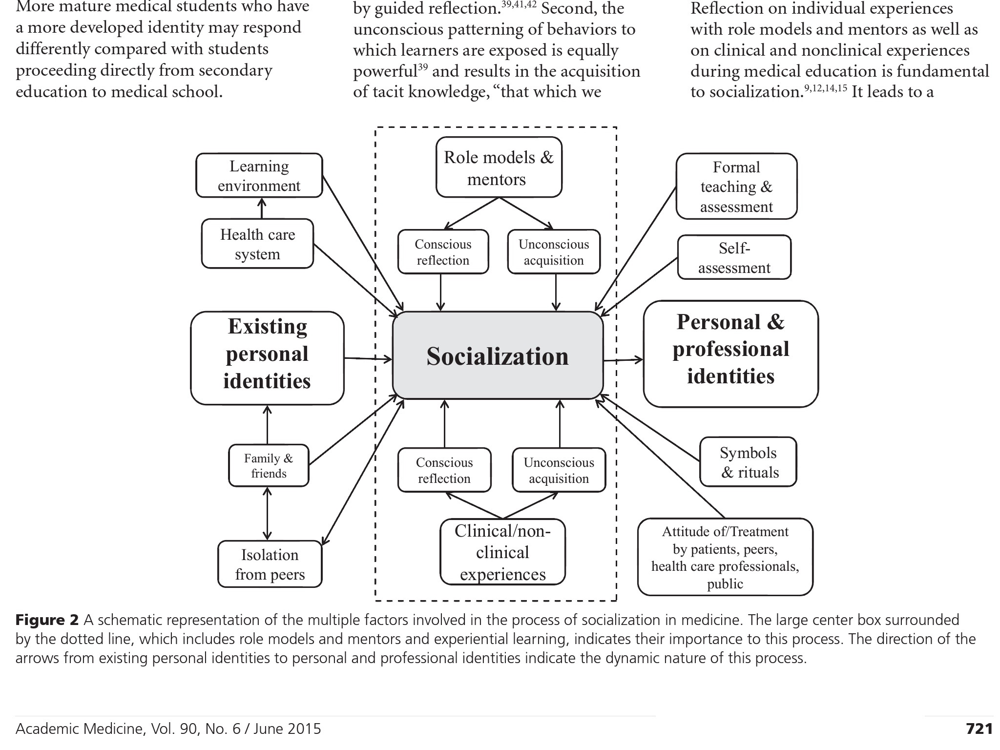 More mature medical students who have
a more developed identity may respond
differently compared with students
proceeding directly from secondary
education to medical school.
by guided reflection.39,41,42 Second, the
unconscious patterning of behaviors to
which learners are exposed is equally
powerful39 and results in the acquisition
of tacit knowledge, “that which we
Reflection on individual experiences
with role models and mentors as well as
on clinical and nonclinical experiences
during medical education is fundamental
to socialization.9,12,14,15 It leads to a
Learning
environment
Health care
system
Existing
personal
identities
Family &
friends
Isolation
from peers
Role models &
mentors
Conscious
reflection
Unconscious
acquisition
Socialization
Conscious
reflection
Unconscious
acquisition
Clinical/non-
clinical
experiences
Formal
teaching &
assessment
Self-
assessment
Personal &
professional
identities
Symbols
& rituals
Attitude of/Treatment
by patients, peers,
health care professionals,
public
Figure 2 A schematic representation of the multiple factors involved in the process of socialization in medicine. The large center box surrounded
by the dotted line, which includes role models and mentors and experiential learning, indicates their importance to this process. The direction of the
arrows from existing personal identities to personal and professional identities indicate the dynamic nature of this process.
Academic Medicine, Vol. 90, No. 6 / June 2015
721